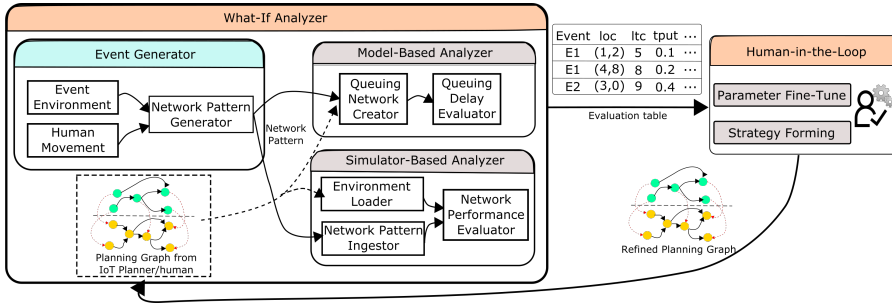 What-If Analyzer
Event Generator
Event
Environment
Human
Movement
Network Pattern
Generator
Network
Pattern
Model-Based Analyzer
Queuing
Network
Creator
Queuing
Delay
Evaluator
Simulator-Based Analyzer
Environment
Loader
Network Pattern
Ingestor
Network
Performance
Evaluator
Planning Graph from
IoT Planner/human
Event loc ltc tput ...
E1 (1,2) 5 0.1 ...
E1 (4,8) 8 0.2 ...
E2 (3,0) 9 0.4 ...
Evaluation table
Human-in-the-Loop
Parameter Fine-Tune
Strategy Forming
Refined Planning Graph